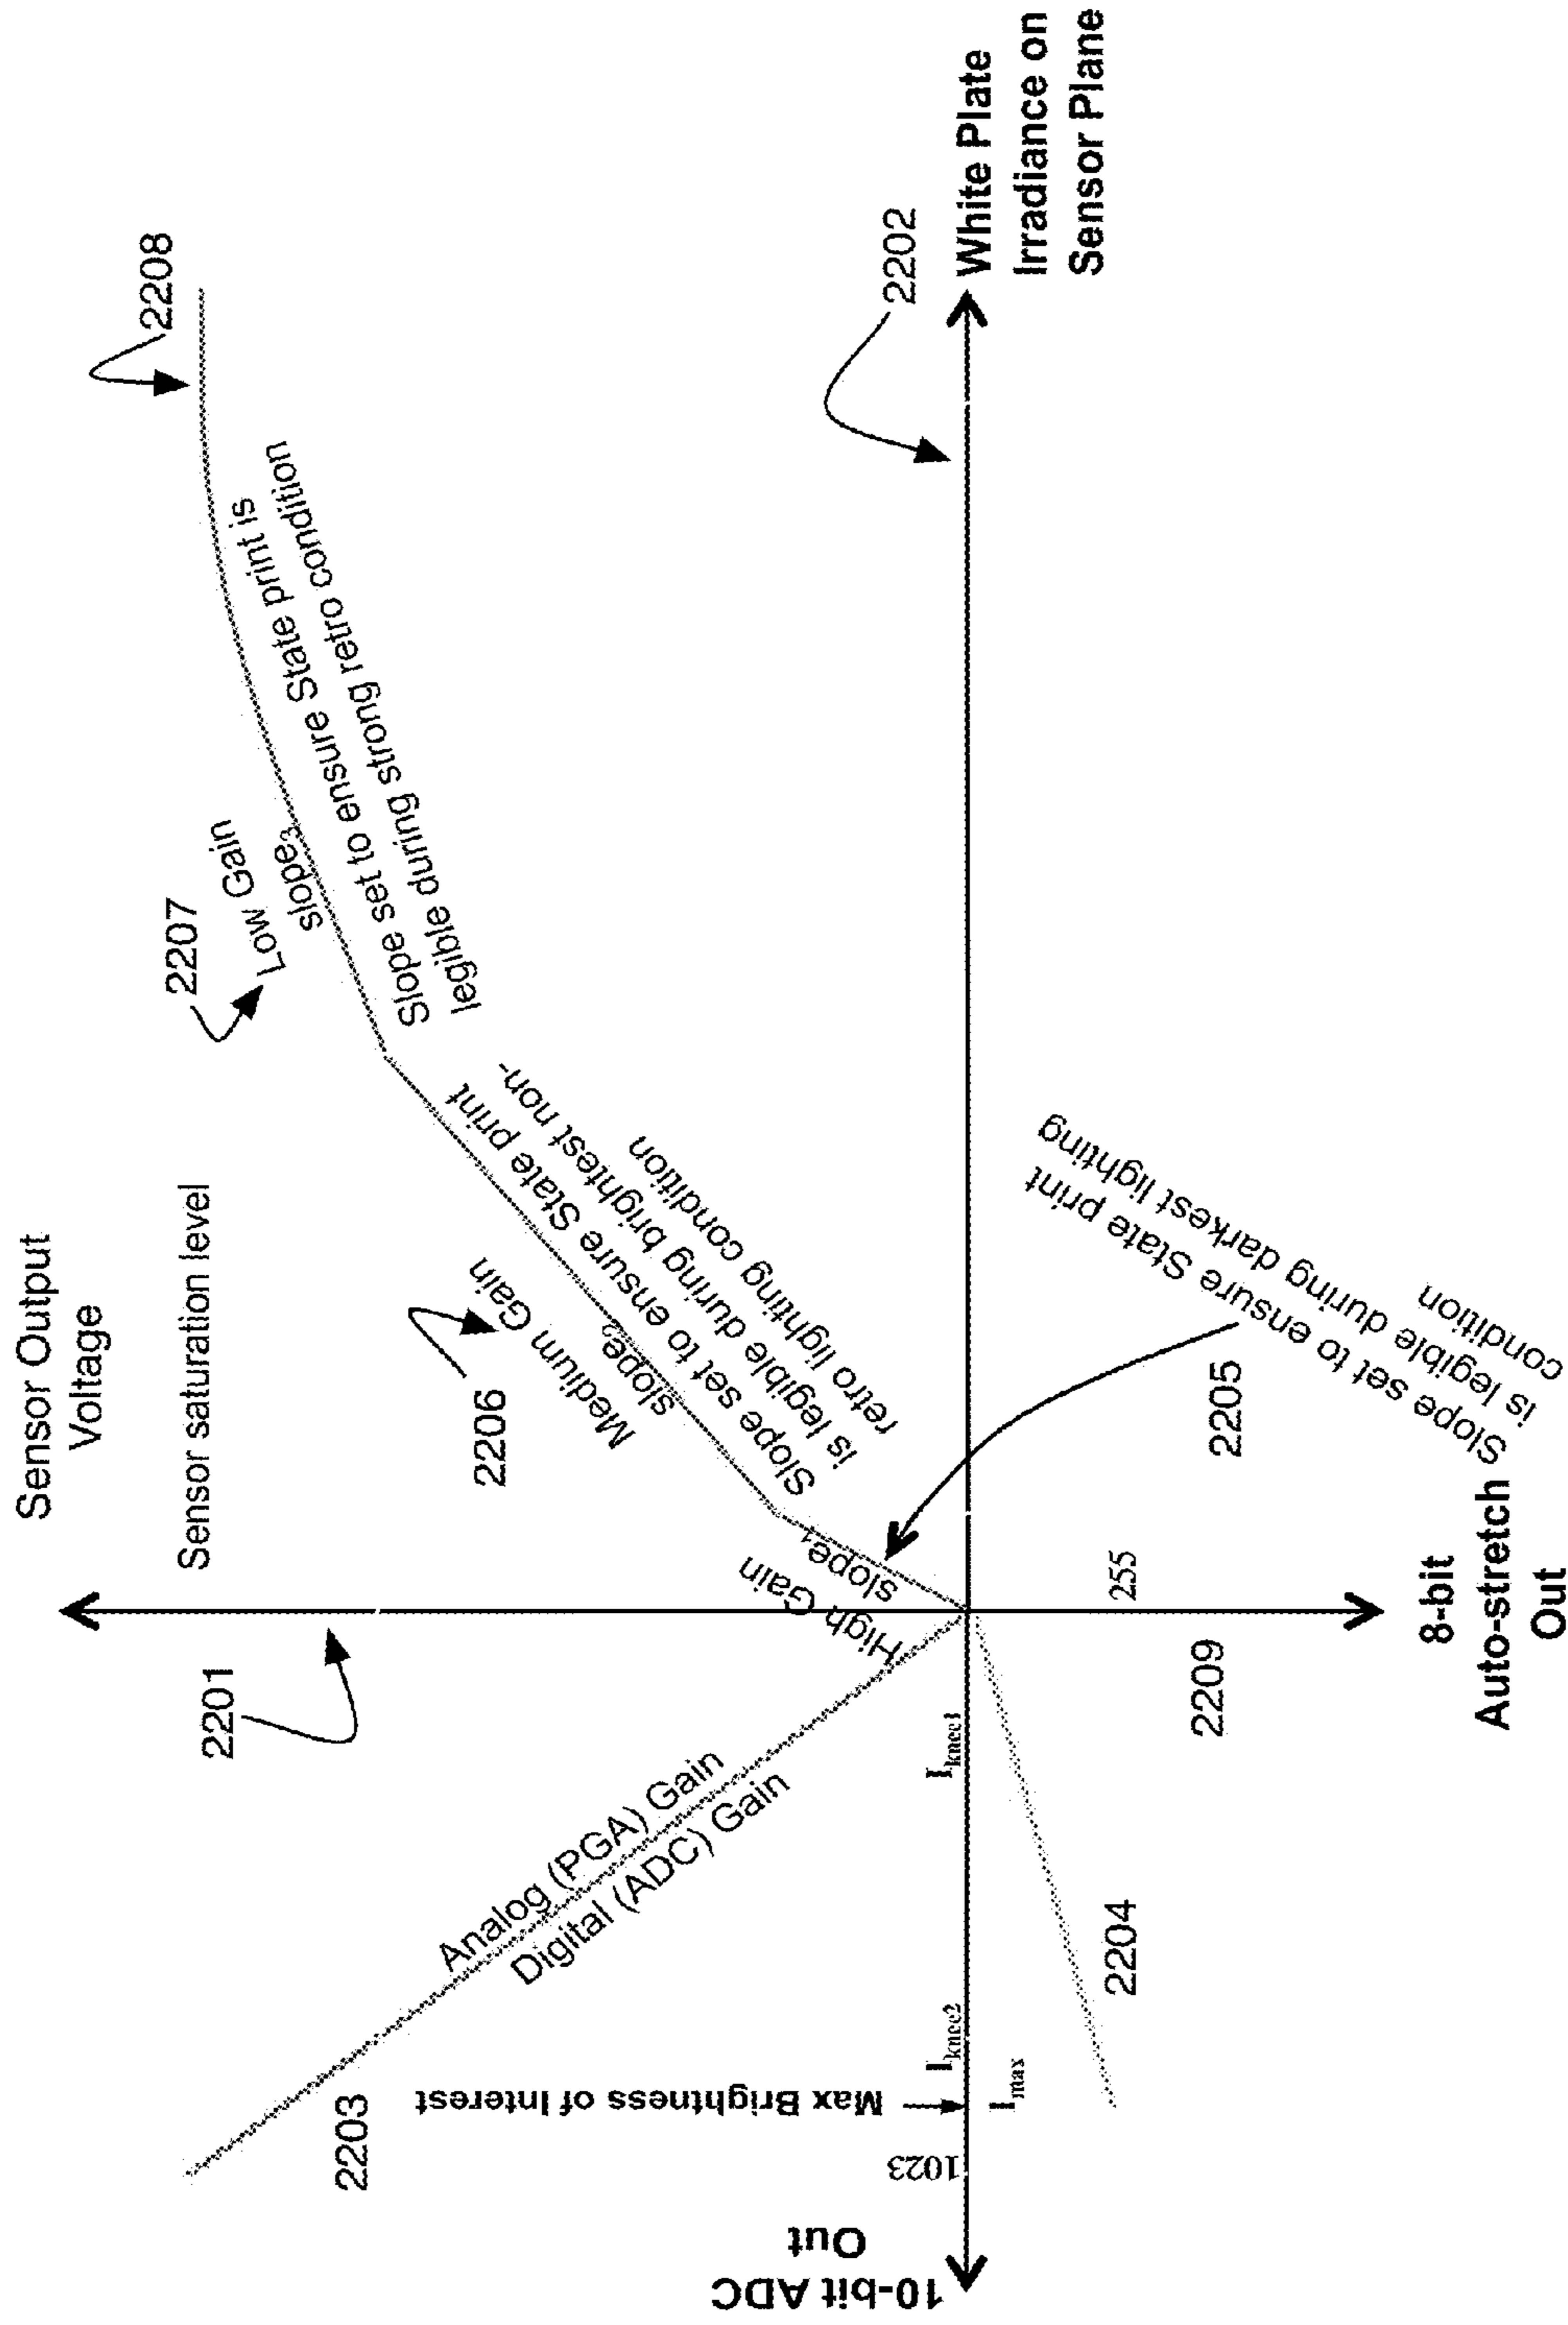 Sensor Output
Voltage
Sensor saturation level
2201
2203
Analog (PGA) Gain
Digital (ADC) Gain
2206
Medium Gain
slope2
Slope set to ensure State print
is legible during brightest non-
retro lighting condition
2207
Low Gain
slope3
Slope set to ensure State print is
legible during strong retro condition
2208
High Gain
slope1
2202
White Plate
Irradiance on
Sensor Plane
10-bit ADC
Out
1023
Max Brightness of Interest
Imax
Iknee2
Iknee1
2204
2209
255
2205
Slope set to ensure State print
is legible during darkest lighting
condition
8-bit
Auto-stretch
Out